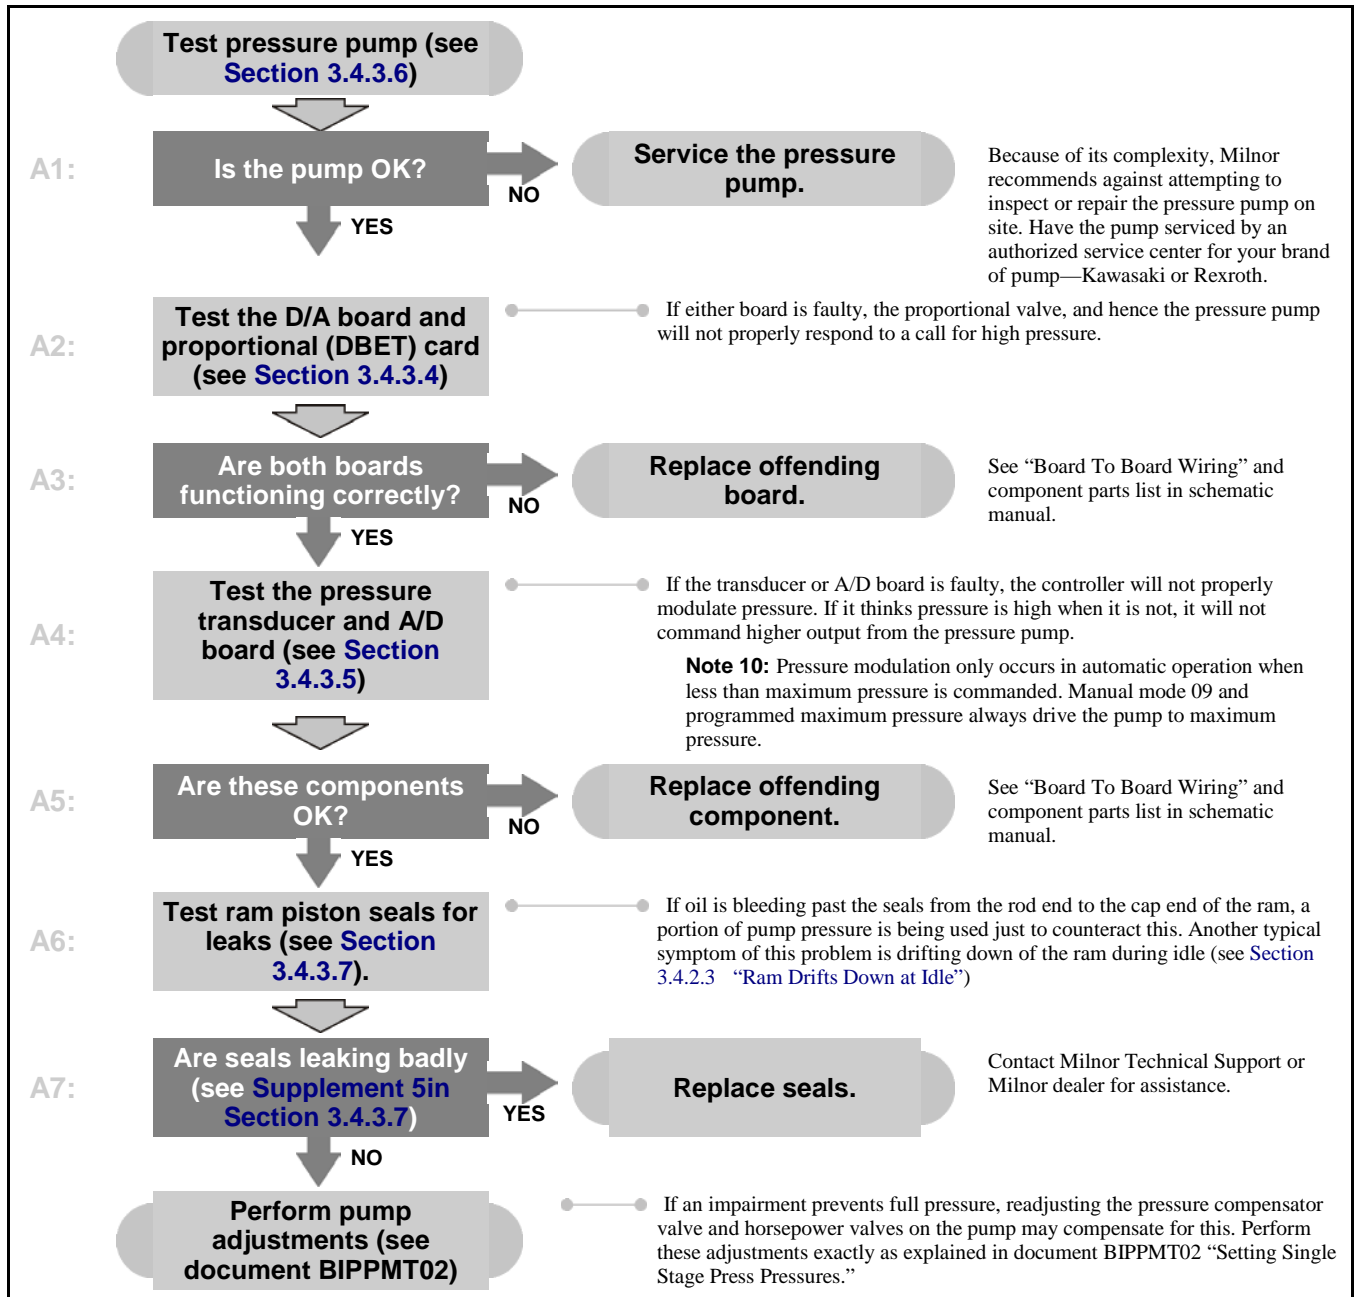 Test pressure pump (see
Section 3.4.3.6)
A1:
Is the pump OK?
NO
YES
Service the pressure
pump.
Because of its complexity, Milnor
recommends against attempting to
inspect or repair the pressure pump on
site. Have the pump serviced by an
authorized service center for your brand
of pump—Kawasaki or Rexroth.
A2:
Test the D/A board and
proportional (DBET) card
(see Section 3.4.3.4)
If either board is faulty, the proportional valve, and hence the pressure pump
will not properly respond to a call for high pressure.
A3:
Are both boards
functioning correctly?
NO
YES
Replace offending
board.
See “Board To Board Wiring” and
component parts list in schematic
manual.
A4:
Test the pressure
transducer and A/D
board (see Section
3.4.3.5)
If the transducer or A/D board is faulty, the controller will not properly
modulate pressure. If it thinks pressure is high when it is not, it will not
command higher output from the pressure pump.
Note 10: Pressure modulation only occurs in automatic operation when
less than maximum pressure is commanded. Manual mode 09 and
programmed maximum pressure always drive the pump to maximum
pressure.
A5:
Are these components
OK?
NO
YES
Replace offending
component.
See “Board To Board Wiring” and
component parts list in schematic
manual.
A6:
Test ram piston seals for
leaks (see Section
3.4.3.7).
If oil is bleeding past the seals from the rod end to the cap end of the ram, a
portion of pump pressure is being used just to counteract this. Another typical
symptom of this problem is drifting down of the ram during idle (see Section
3.4.2.3 “Ram Drifts Down at Idle”)
A7:
Are seals leaking badly
(see Supplement 5in
Section 3.4.3.7)
YES
NO
Replace seals.
Contact Milnor Technical Support or
Milnor dealer for assistance.
Perform pump
adjustments (see
document BIPPMT02)
If an impairment prevents full pressure, readjusting the pressure compensator
valve and horsepower valves on the pump may compensate for this. Perform
these adjustments exactly as explained in document BIPPMT02 “Setting Single
Stage Press Pressures.”